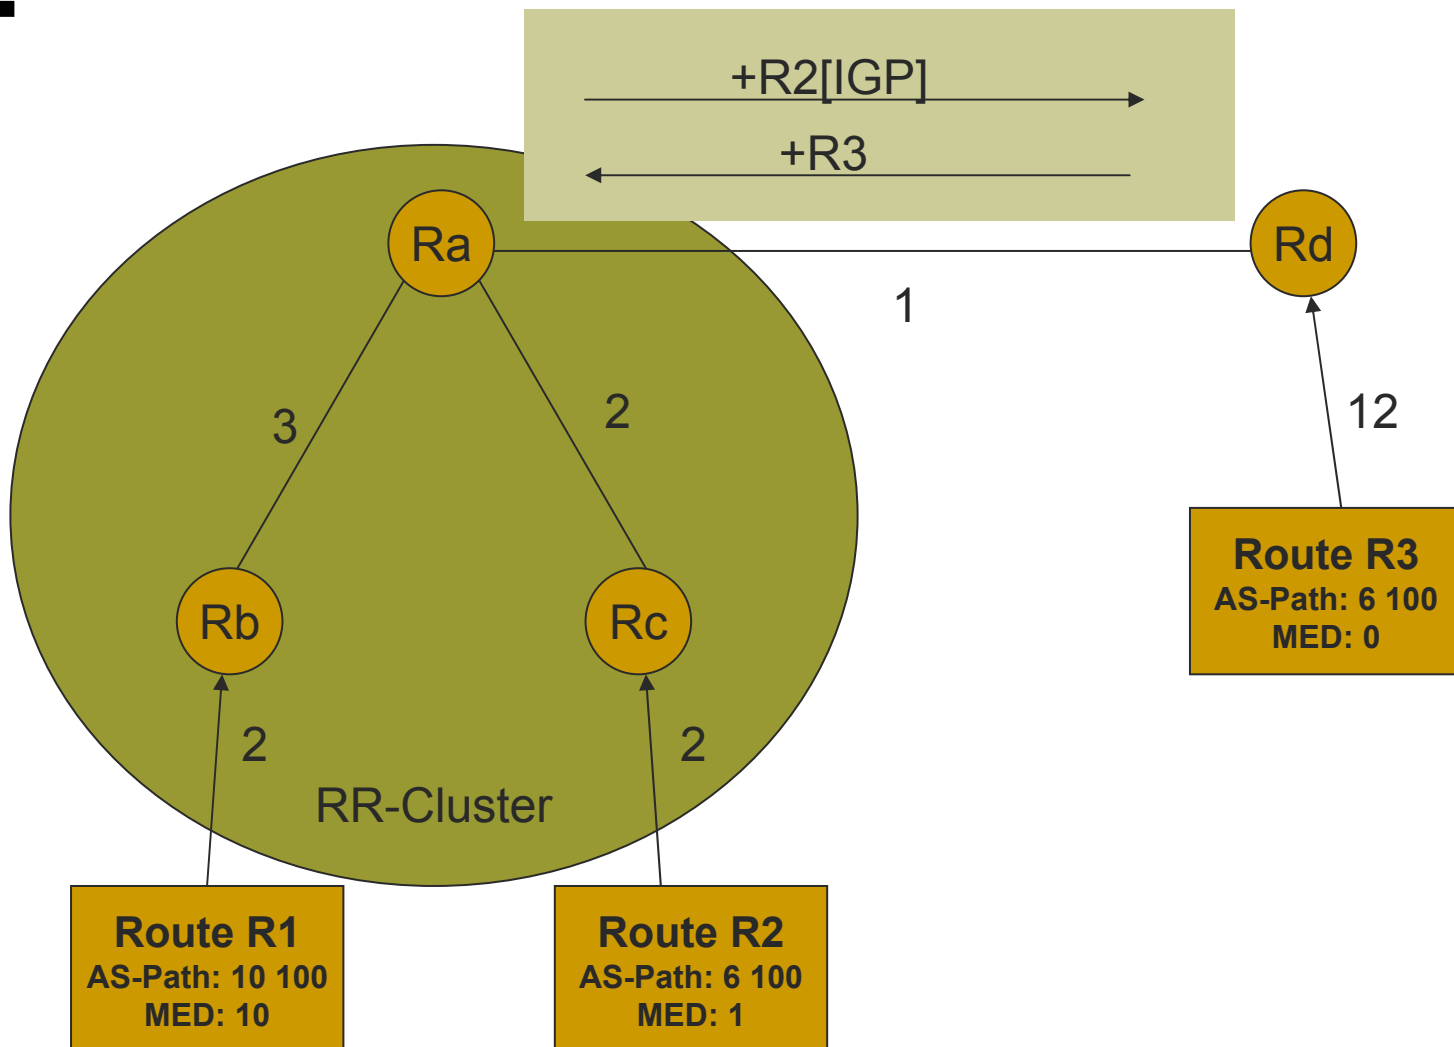 +R2[IGP]
+R3
Ra
Rd
1
3
2
12
Rb
Rc
2
2
RR-Cluster
Route R3
AS-Path: 6 100
MED: 0
Route R1
AS-Path: 10 100
MED: 10
Route R2
AS-Path: 6 100
MED: 1